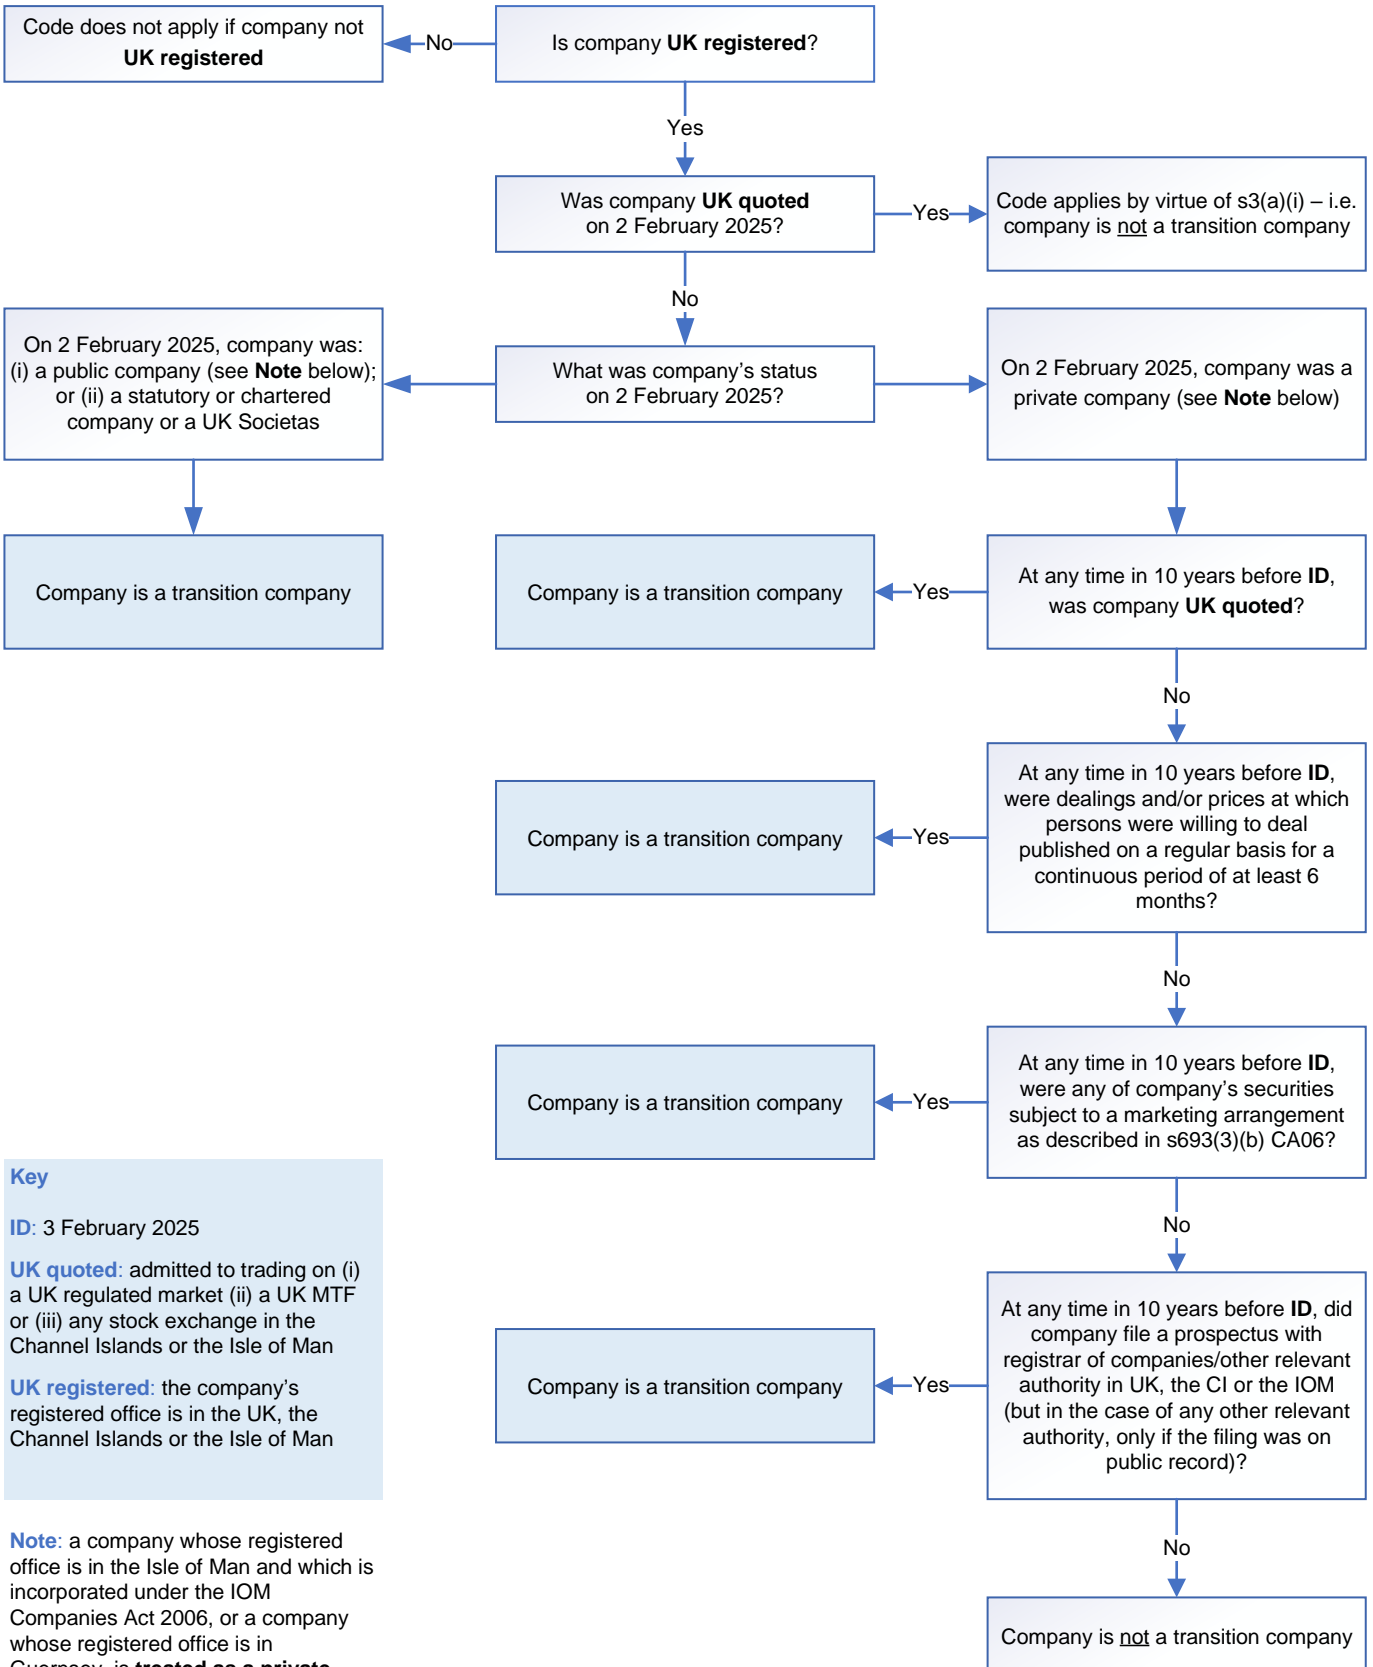 Code does not apply if company not
UK registered
No
Is company UK registered?
Yes
Was company UK quoted
on 2 February 2025?
Yes
Code applies by virtue of s3(a)(i) – i.e.
company is not a transition company
No
On 2 February 2025, company was:
(i) a public company (see Note below);
or (ii) a statutory or chartered
company or a UK Societas
What was company’s status
on 2 February 2025?
On 2 February 2025, company was a
private company (see Note below)
Company is a transition company
Company is a transition company
Yes
At any time in 10 years before ID,
was company UK quoted?
No
Company is a transition company
Yes
At any time in 10 years before ID,
were dealings and/or prices at which
persons were willing to deal
published on a regular basis for a
continuous period of at least 6
months?
No
Company is a transition company
Yes
At any time in 10 years before ID,
were any of company’s securities
subject to a marketing arrangement
as described in s693(3)(b) CA06?
No
Company is a transition company
Yes
At any time in 10 years before ID, did
company file a prospectus with
registrar of companies/other relevant
authority in UK, the CI or the IOM
(but in the case of any other relevant
authority, only if the filing was on
public record)?
No
Company is not a transition company
Key
ID: 3 February 2025
UK quoted: admitted to trading on (i)
a UK regulated market (ii) a UK MTF
or (iii) any stock exchange in the
Channel Islands or the Isle of Man
UK registered: the company’s
registered office is in the UK, the
Channel Islands or the Isle of Man
Note: a company whose registered
office is in the Isle of Man and which is
incorporated under the IOM
Companies Act 2006, or a company
whose registered office is in
Guernsey, is treated as a private